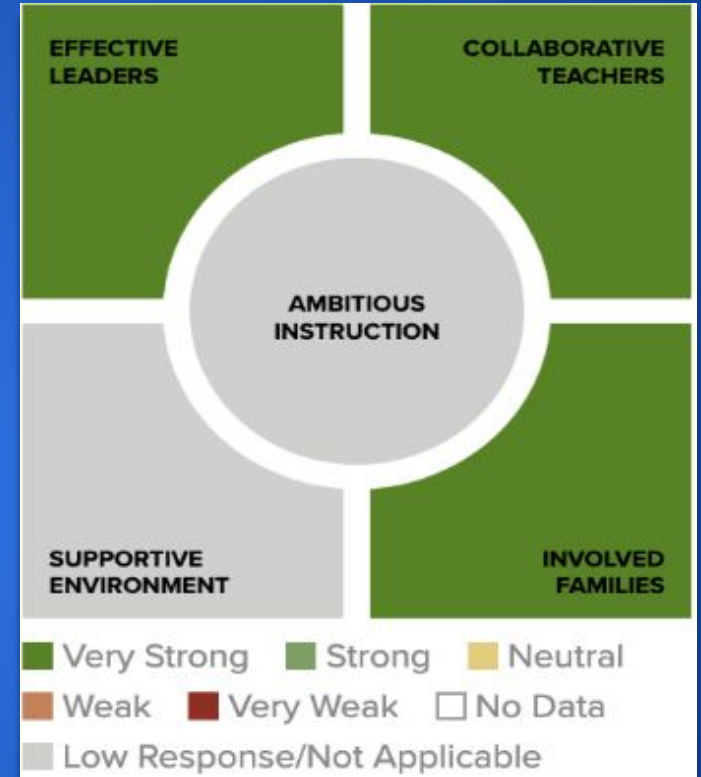 EFFECTIVE
LEADERS
COLLABORATIVE
TEACHERS
AMBITIOUS
INSTRUCTION
SUPPORTIVE
ENVIRONMENT
INVOLVED
FAMILIES
Very Strong Strong Neutral
Weak Very Weak No Data
Low Response/Not Applicable